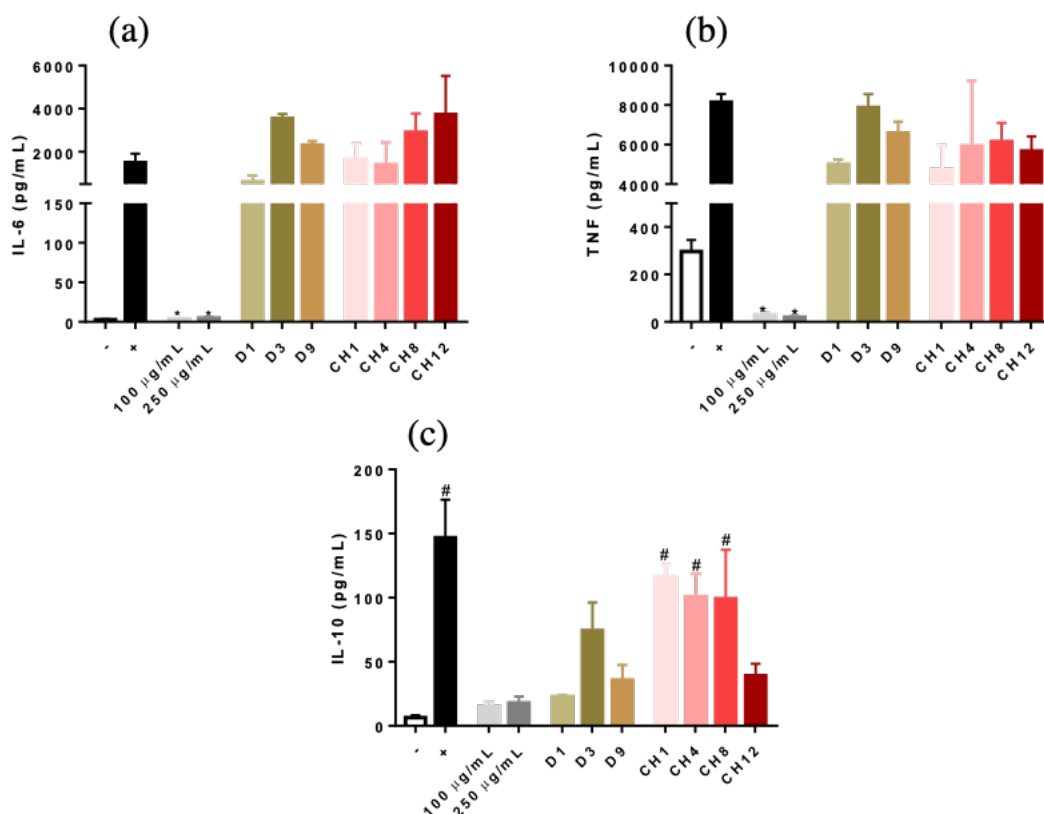 (a)
IL-6 (pg/mL)
6000
4000
2000
150
100
50
0
-
+
100 µg/mL
250 µg/mL
D1
D3
D9
CH1
CH4
CH8
CH12
*
*
(b)
TNF (pg/mL)
10000
8000
6000
4000
400
200
0
-
+
100 µg/mL
250 µg/mL
D1
D3
D9
CH1
CH4
CH8
CH12
*
*
(c)
IL-10 (pg/mL)
200
150
100
50
0
-
+
100 µg/mL
250 µg/mL
D1
D3
D9
CH1
CH4
CH8
CH12
#
#
#
#